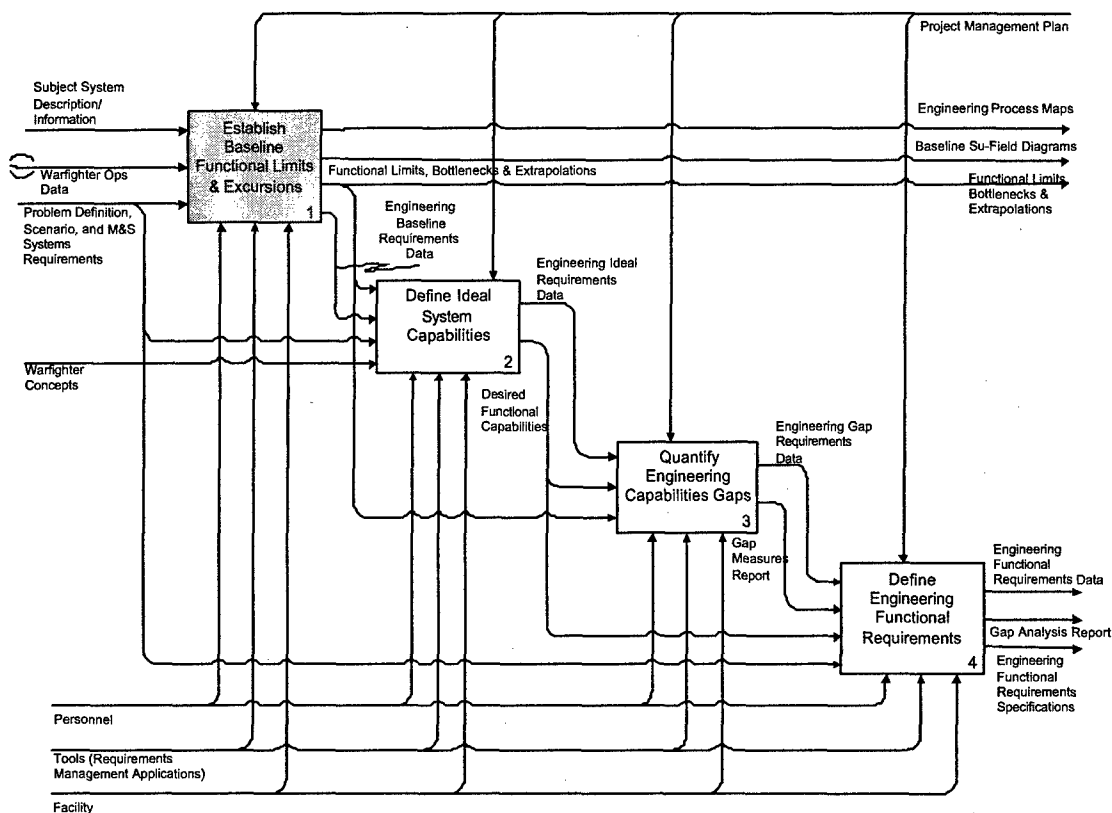 Project Management Plan
Subject System
Description/
Information
Engineering Process Maps
Establish
Baseline
Functional Limits
& Excursions
1
Baseline Su-Field Diagrams
Functional Limits, Bottlenecks & Extrapolations
Functional Limits
Bottlenecks &
Extrapolations
Warfighter Ops
Data
Problem Definition,
Scenario, and M&S
Systems
Requirements
Engineering
Baseline
Requirements
Data
Engineering Ideal
Requirements
Data
Define Ideal
System
Capabilities
2
Warfighter
Concepts
Desired
Functional
Capabilities
Engineering Gap
Requirements
Data
Quantify
Engineering
Capabilities Gaps
3
Gap
Measures
Report
Engineering
Functional
Requirements Data
Define
Engineering
Functional
Requirements
4
Gap Analysis Report
Engineering
Functional
Requirements
Specifications
Personnel
Tools (Requirements
Management Applications)
Facility